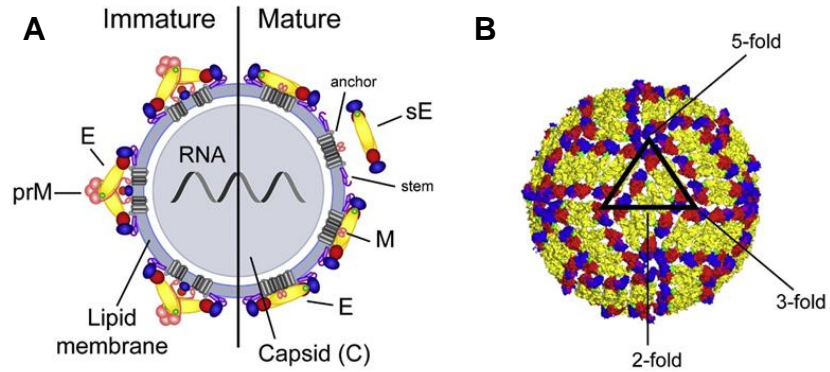 A
Immature
Mature
anchor
sE
E
RNA
prM
stem
M
E
Lipid
membrane
Capsid (C)
B
5-fold
3-fold
2-fold